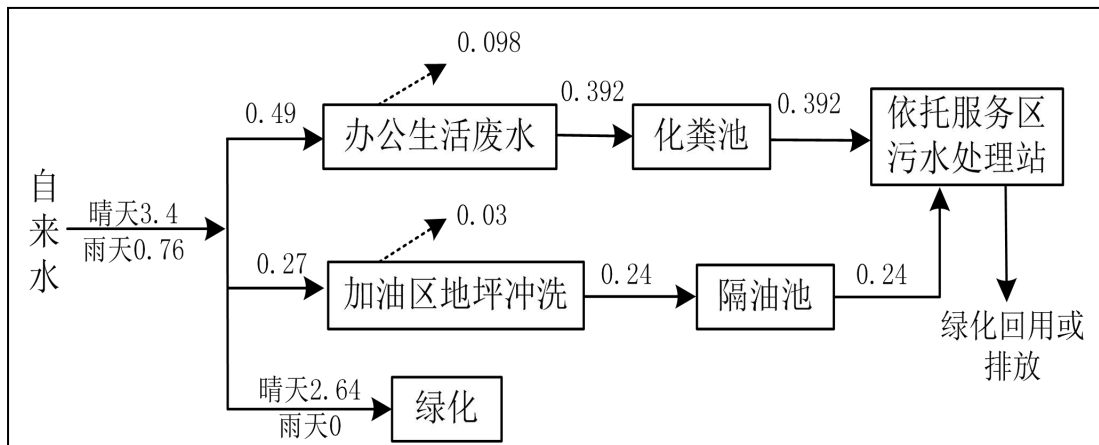 0.098
0.49
办公生活废水
0.392
化粪池
0.392
依托服务区
污水处理站
自来水
晴天3.4
雨天0.76
0.03
0.27
加油区地坪冲洗
0.24
隔油池
0.24
绿化回用或
排放
晴天2.64
雨天0
绿化